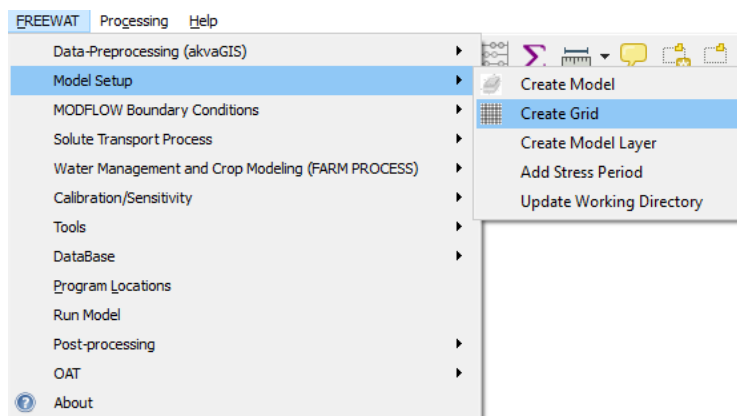 FREEWAT Processing Help
Data-Preprocessing (akvaGIS)
Model Setup
MODFLOW Boundary Conditions
Solute Transport Process
Water Management and Crop Modeling (FARM PROCESS)
Calibration/Sensitivity
Tools
DataBase
Program Locations
Run Model
Post-processing
OAT
About
Create Model
Create Grid
Create Model Layer
Add Stress Period
Update Working Directory